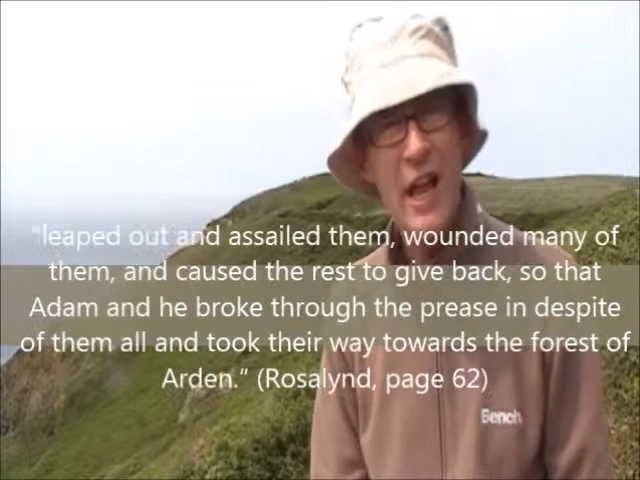 "leaped out and assailed them, wounded many of
them, and caused the rest to give back, so that
Adam and he broke through the prease in despite
of them all and took their way towards the forest of
Arden.” (Rosalynd, page 62)
Bench